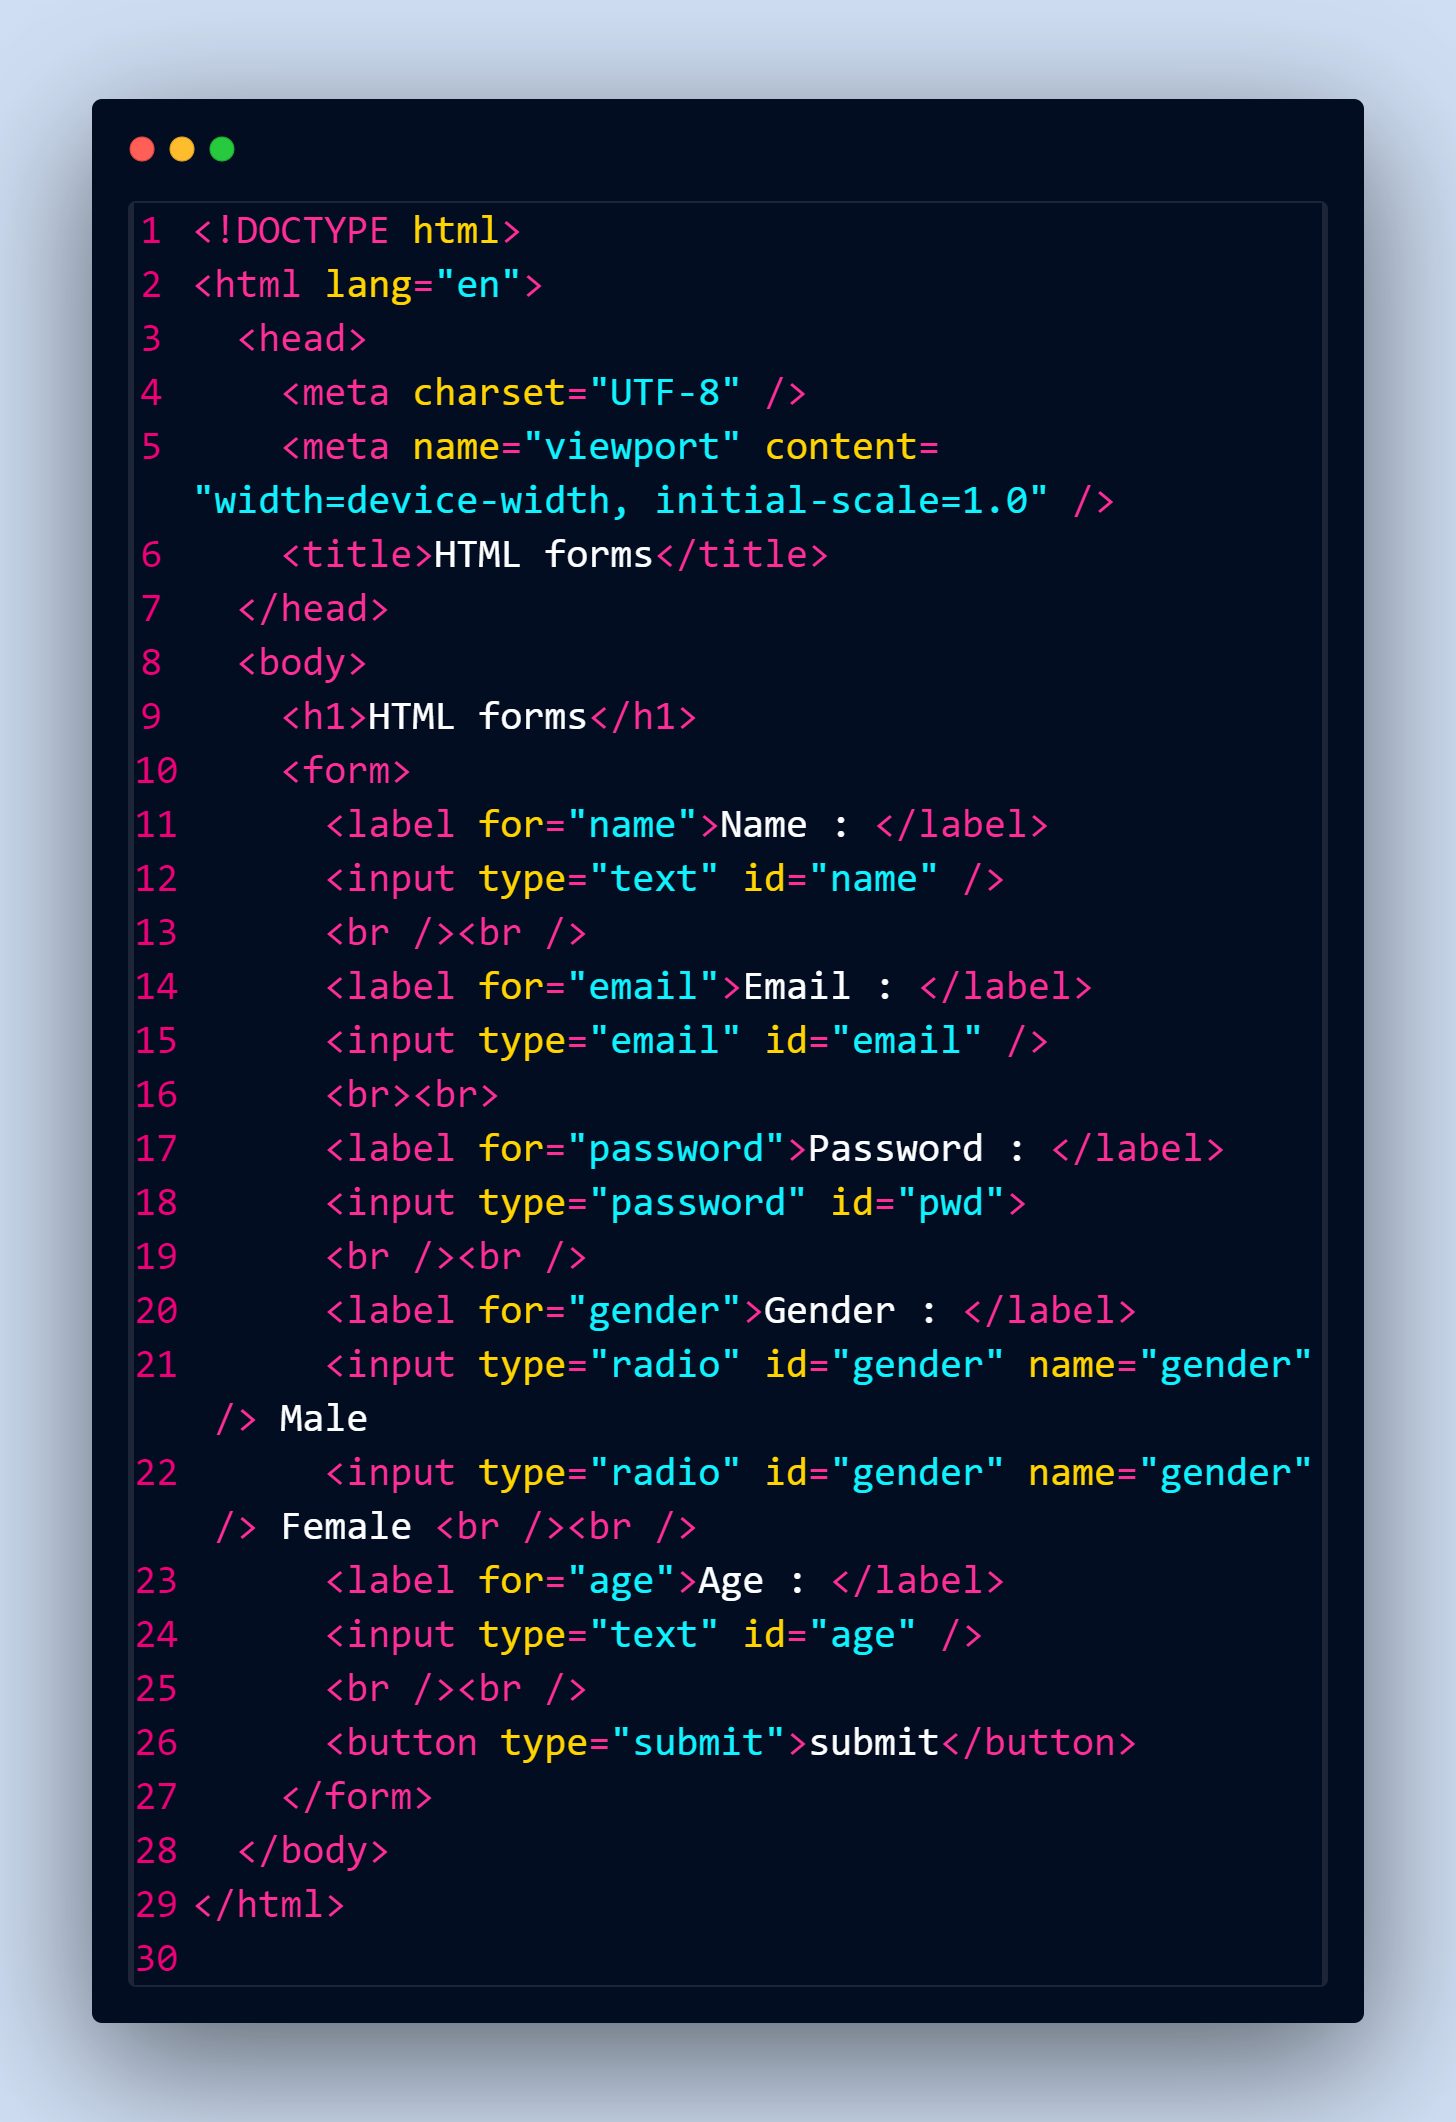 1 <!DOCTYPE html>
2 <html lang="en">
3   <head>
4     <meta charset="UTF-8" />
5     <meta name="viewport" content=
"width=device-width, initial-scale=1.0" />
6     <title>HTML forms</title>
7   </head>
8   <body>
9     <h1>HTML forms</h1>
10     <form>
11       <label for="name">Name : </label>
12       <input type="text" id="name" />
13       <br /><br />
14       <label for="email">Email : </label>
15       <input type="email" id="email" />
16       <br><br>
17       <label for="password">Password : </label>
18       <input type="password" id="pwd">
19       <br /><br />
20       <label for="gender">Gender : </label>
21       <input type="radio" id="gender" name="gender"
 /> Male
22       <input type="radio" id="gender" name="gender"
 /> Female <br /><br />
23       <label for="age">Age : </label>
24       <input type="text" id="age" />
25       <br /><br />
26       <button type="submit">submit</button>
27     </form>
28   </body>
29 </html>
30